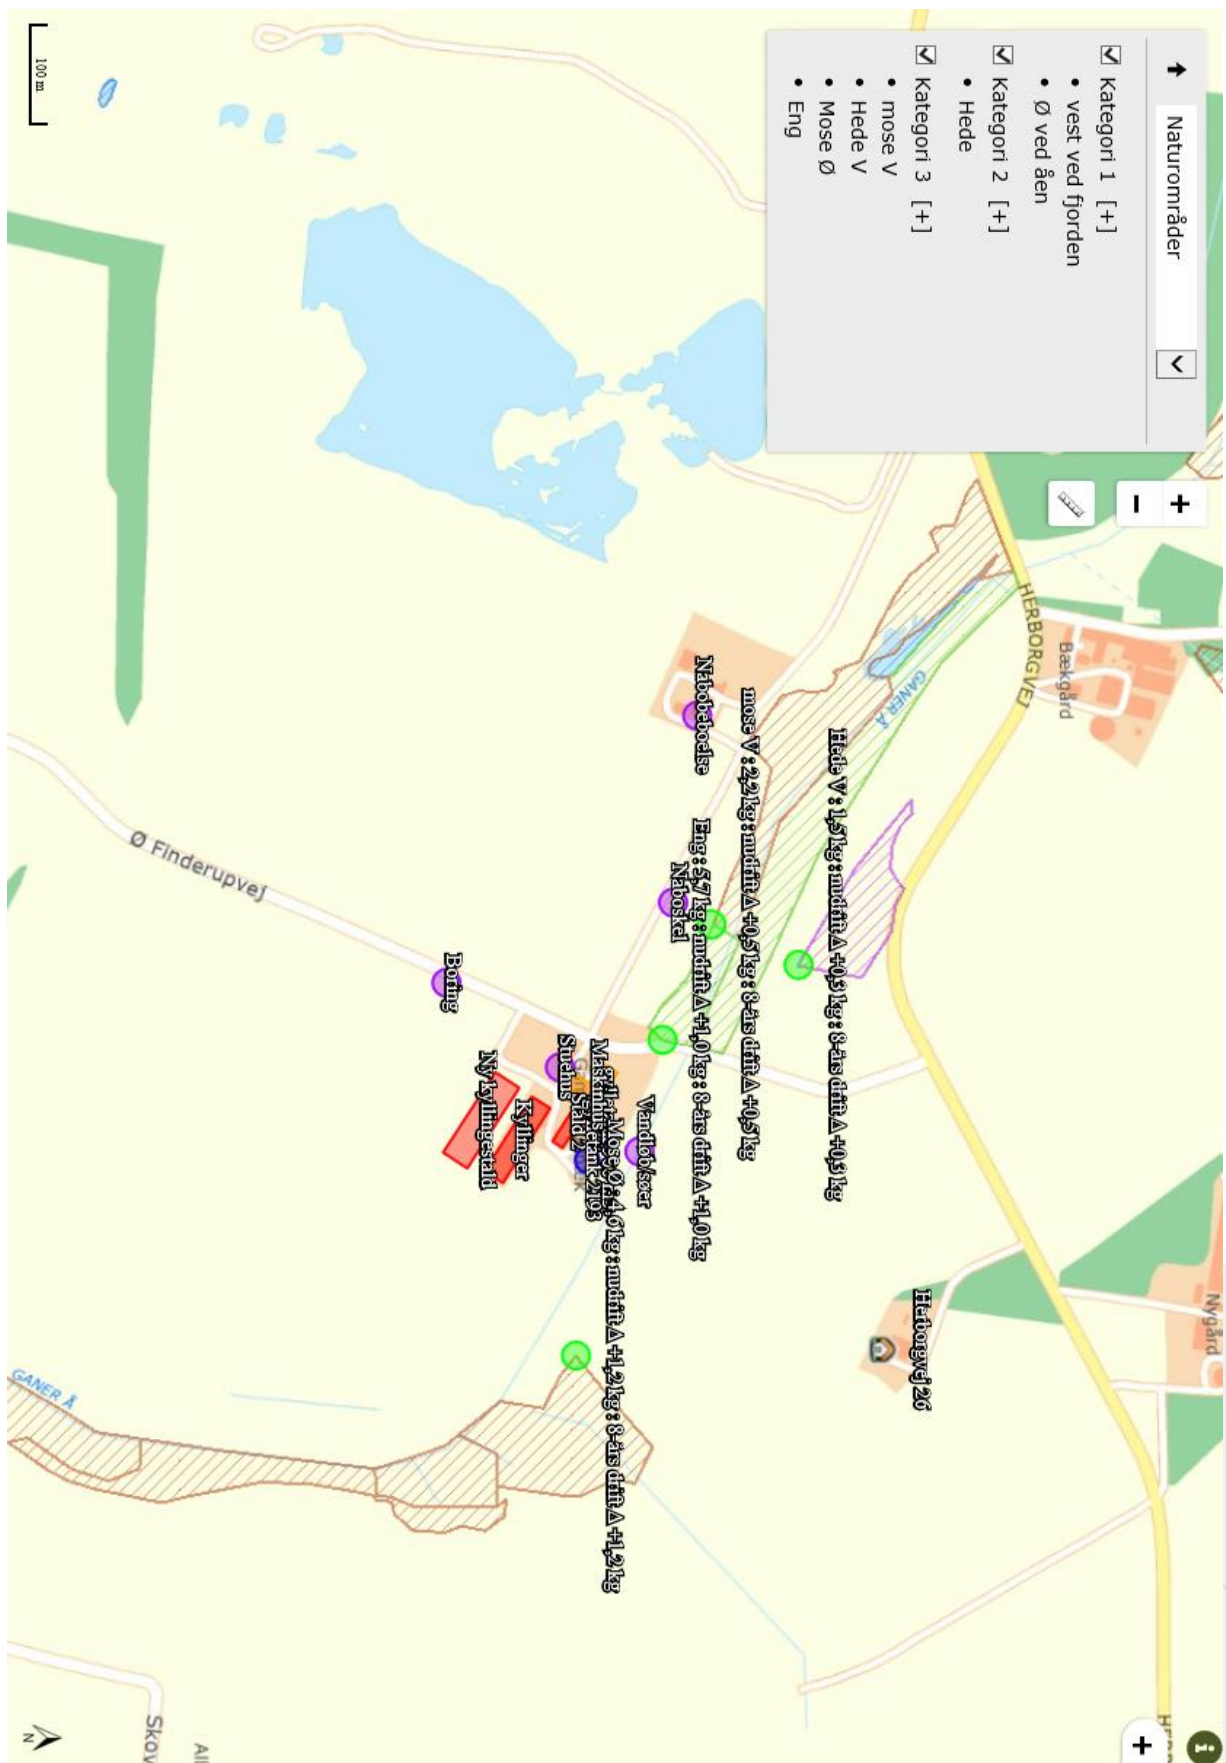 Naturområder
Kategori 1 [+]
• vest ved fjorden
• Ø ved åen
Kategori 2 [+]
• Hede
Kategori 3 [+]
• mose V
• Hede V
• Mose Ø
• Eng
+
−
HERBORGVEJ
Bækgård
GANER Å
Hede V : 1,5 kg : nudrift Δ +0,3 kg : 8-års drift Δ +0,3 kg
mose V : 2,2 kg : nudrift Δ +0,5 kg : 8-års drift Δ +0,5 kg
Nabobeboelse
Eng : 5,7 kg : nudrift Δ +1,0 kg : 8-års drift Δ +1,0 kg
Naboskel
Ø Finderupvej
Boring
Vandløb/søer
Mose Ø : 4,6 kg : nudrift Δ +1,2 kg : 8-års drift Δ +1,2 kg
Stald 2
Stuehus
Kyllinger
Ny kyllingestald
Herborgvej 26
Nygård
GANER Å
100 m
N
i
+